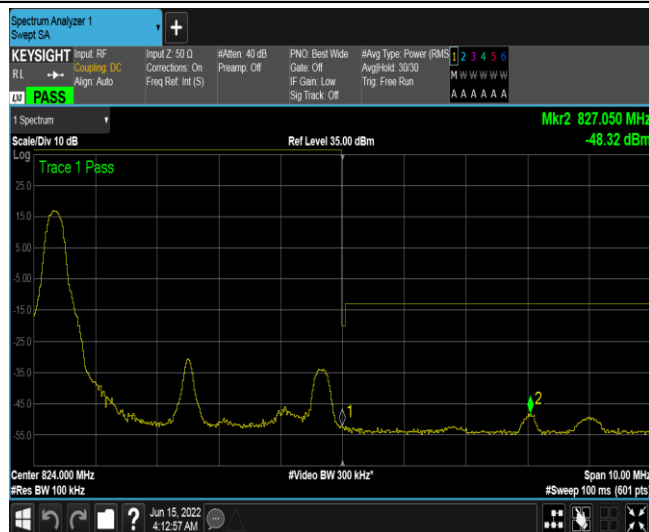 Spectrum Analyzer 1
Swept SA
+
KEYSIGHT
RL
LXI PASS
Input: RF
Coupling: DC
Align: Auto
Input Z: 50 Ω
Corrections: On
Freq Ref: Int (S)
#Atten: 40 dB
Preamp: Off
PNO: Best Wide
Gate: Off
IF Gain: Low
Sig Track: Off
#Avg Type: Power (RMS
Avg|Hold: 30/30
Trig: Free Run
1 2 3 4 5 6
M W W W W W
A A A A A A
1 Spectrum
Mkr2 827.050 MHz
Scale/Div 10 dB
Ref Level 35.00 dBm
-48.32 dBm
Log
Trace 1 Pass
25.0
15.0
5.00
-5.00
-15.0
-25.0
-35.0
-45.0
-55.0
1
2
Center 824.000 MHz
#Video BW 300 kHz*
Span 10.00 MHz
#Res BW 100 kHz
#Sweep 100 ms (601 pts)
?
Jun 15, 2022
4:12:57 AM